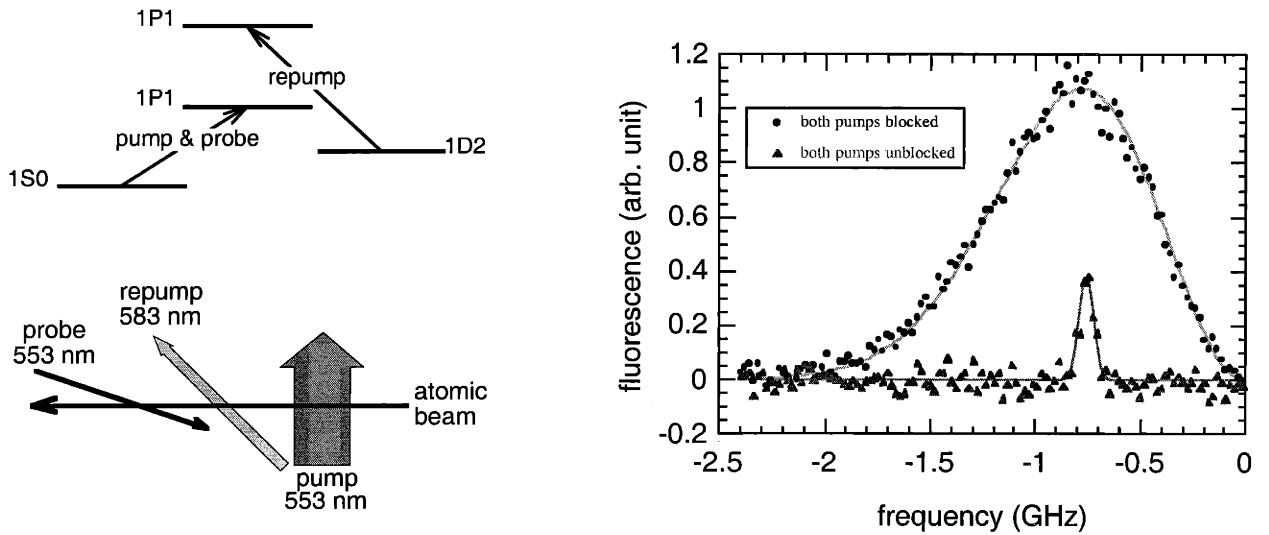 1P1
repump
1P1
pump & probe
1D2
1S0
repump
583 nm
probe
553 nm
atomic
beam
pump
553 nm
1.2
1
0.8
0.6
0.4
0.2
0
-0.2
fluorescence (arb. unit)
both pumps blocked
both pumps unblocked
-2.5
-2
-1.5
-1
-0.5
0
frequency (GHz)